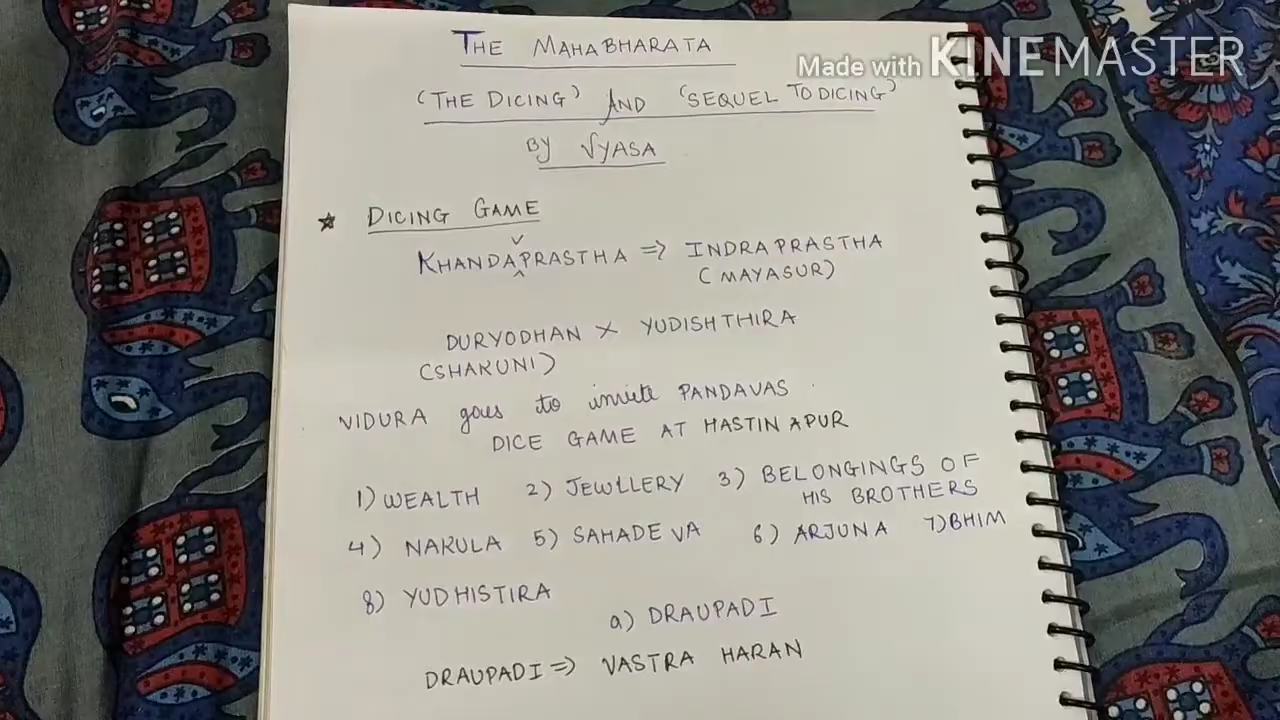 THE MAHABHARATA
Made with KINEMASTER
(THE DICING) AND (SEQUEL TO DICING)
BY VYASA
DICING GAME
KHANDAPRASTHA => INDRAPRASTHA
(MAYASUR)
DURYODHAN X YUDISHTHIRA
(SHAKUNI)
VIDURA goes to invite PANDAVAS
DICE GAME AT HASTINAPUR
1) WEALTH 2) JEWLLERY 3) BELONGINGS OF
HIS BROTHERS
4) NAKULA 5) SAHADEVA 6) ARJUNA 7) BHIM
8) YUDHISTIRA
9) DRAUPADI
DRAUPADI => VASTRA HARAN